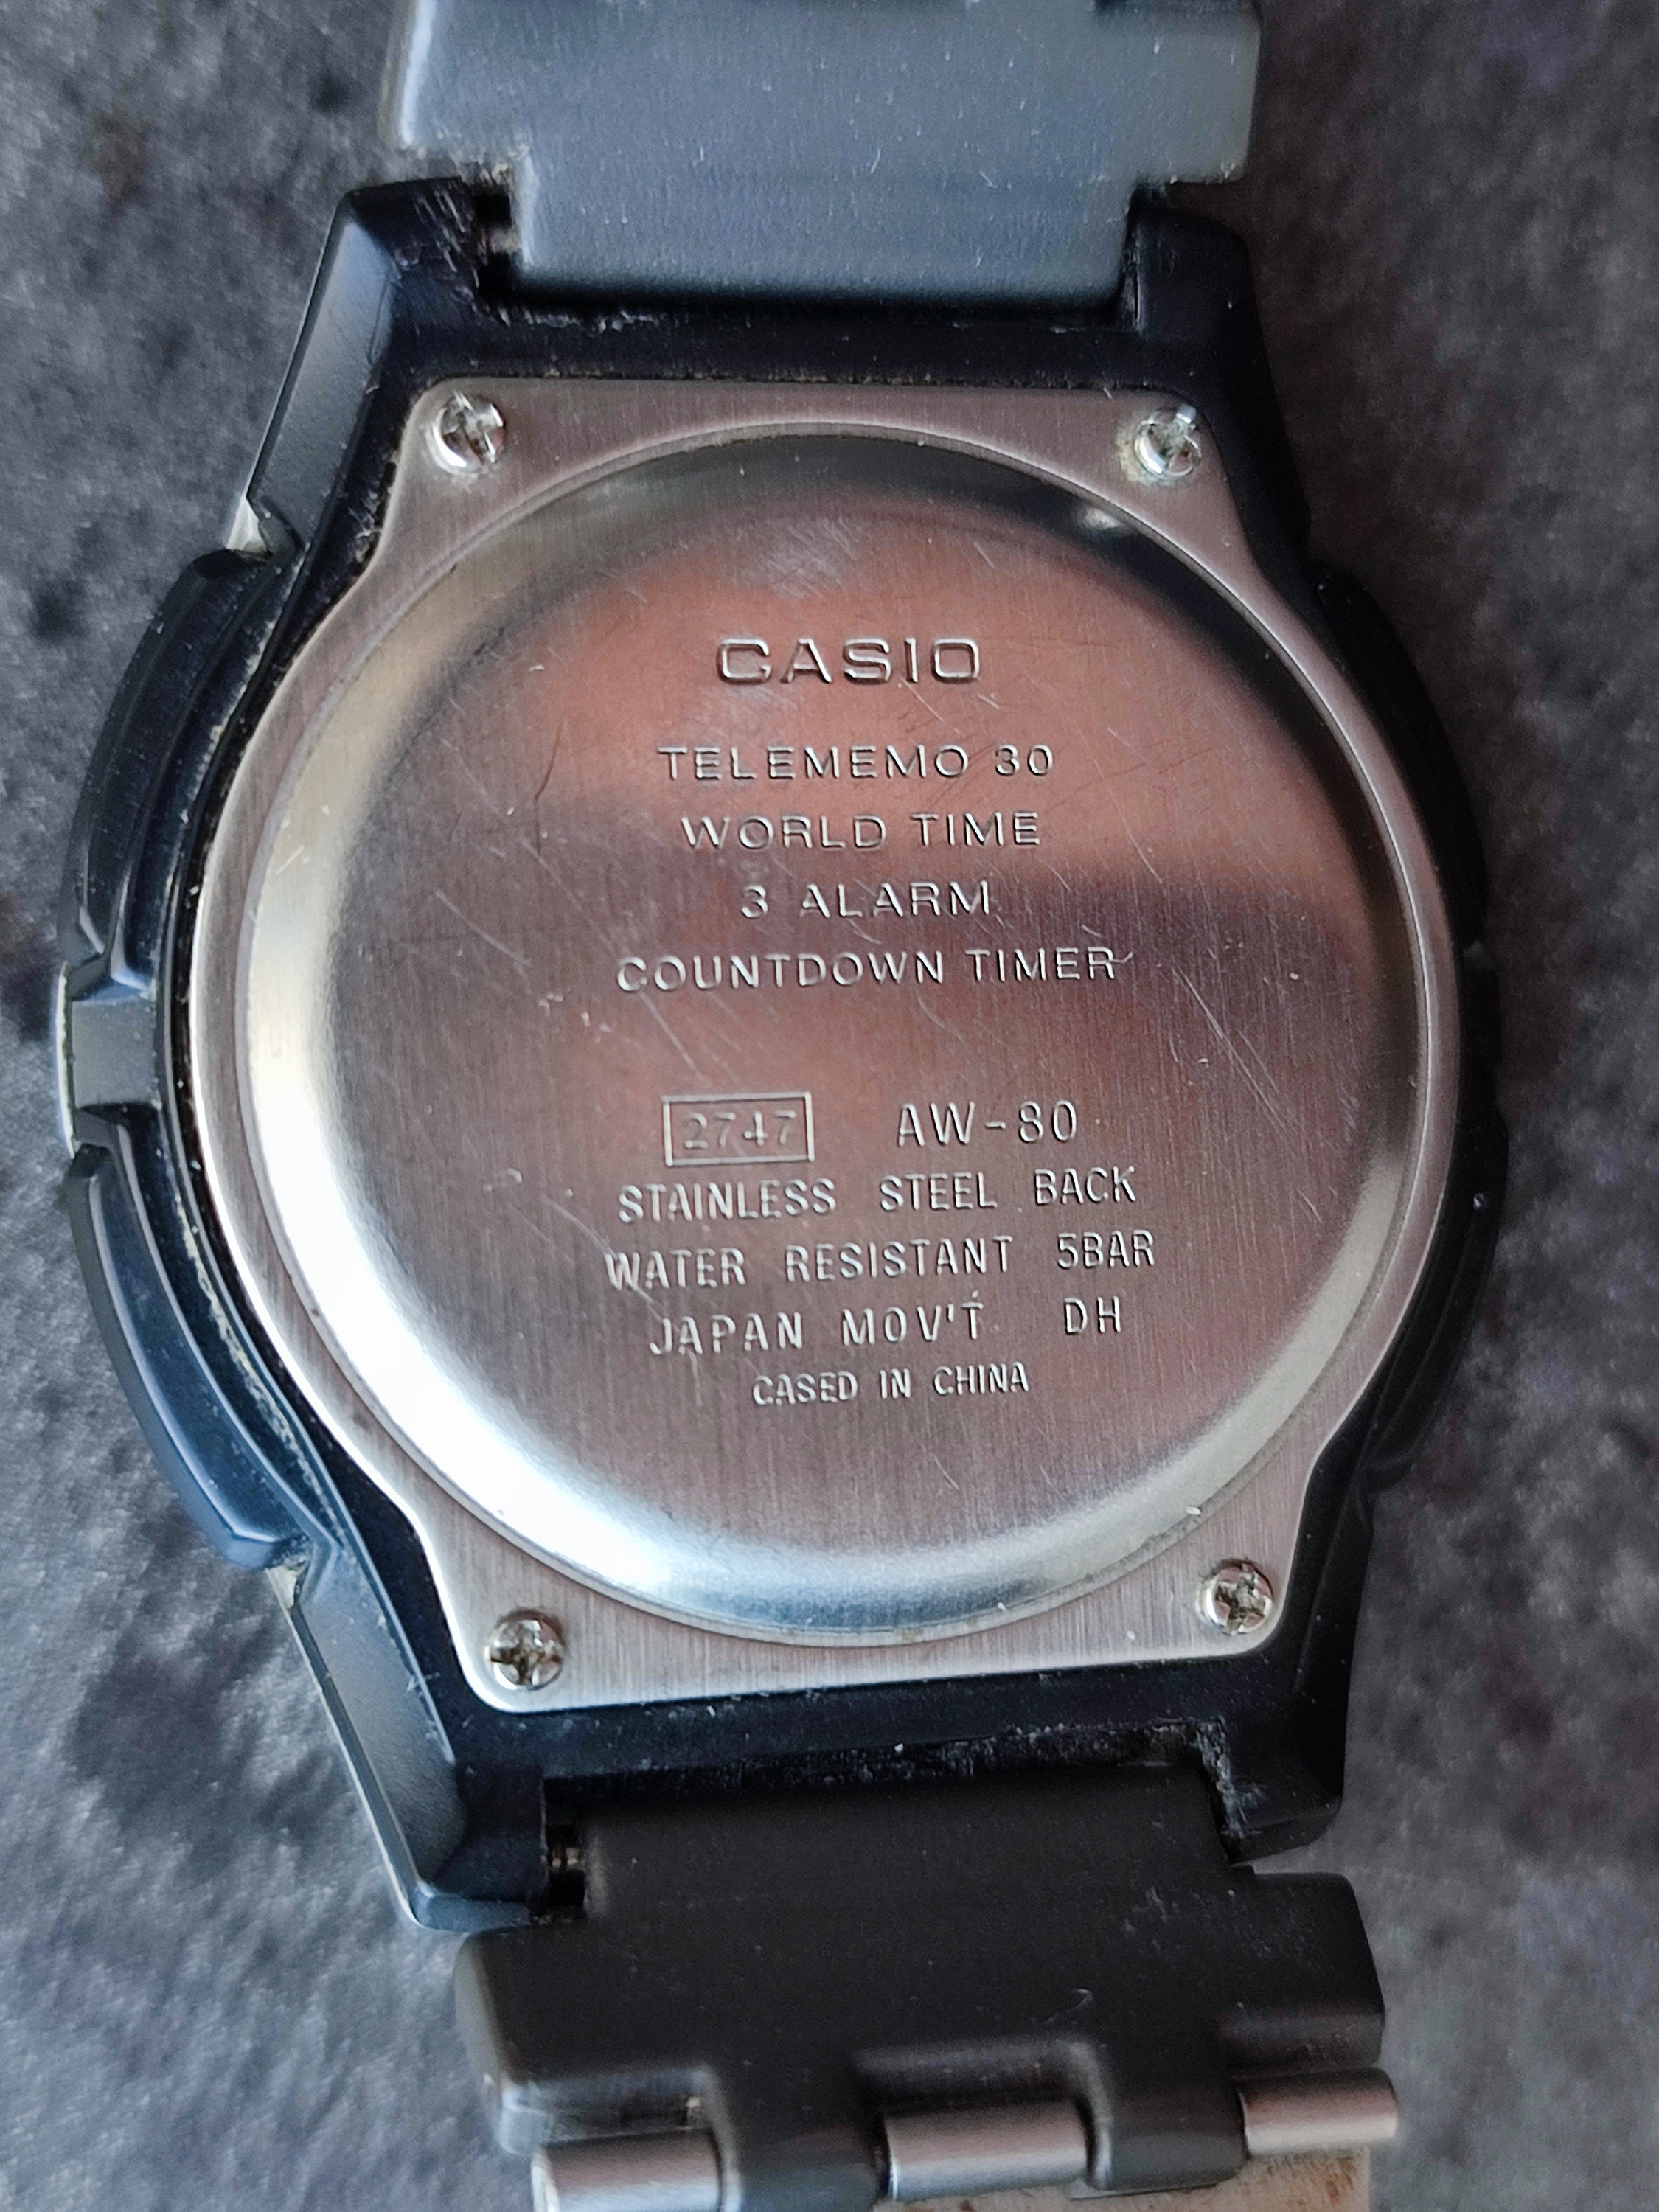 CASIO
TELEMEMO 30
WORLD TIME
3 ALARM
COUNTDOWN TIMER
2747 AW-80
STAINLESS STEEL BACK
WATER RESISTANT 5BAR
JAPAN MOV'T DH
CASED IN CHINA